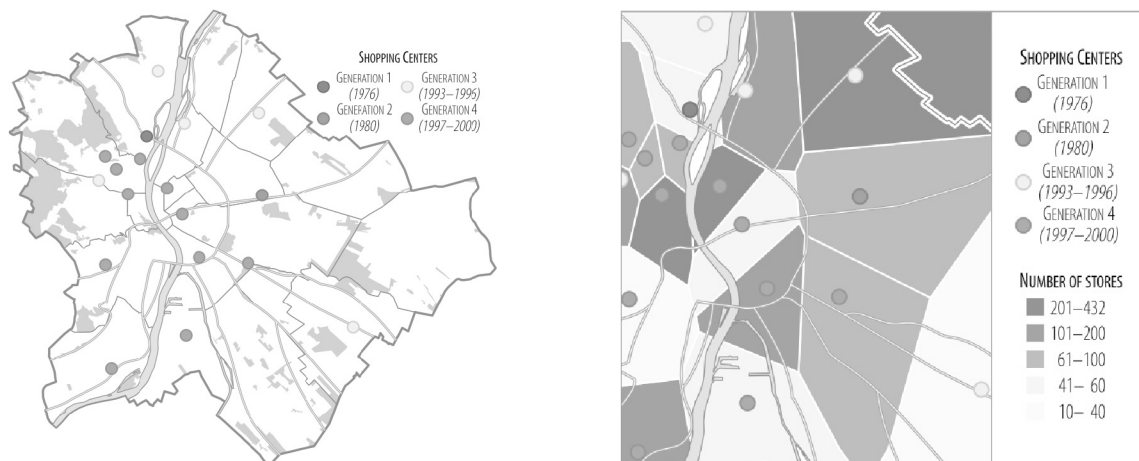 SHOPPING CENTERS
GENERATION 1
(1976)
GENERATION 3
(1993–1996)
GENERATION 2
(1980)
GENERATION 4
(1997–2000)
SHOPPING CENTERS
GENERATION 1
(1976)
GENERATION 2
(1980)
GENERATION 3
(1993–1996)
GENERATION 4
(1997–2000)
NUMBER OF STORES
201–432
101–200
61–100
41– 60
10– 40